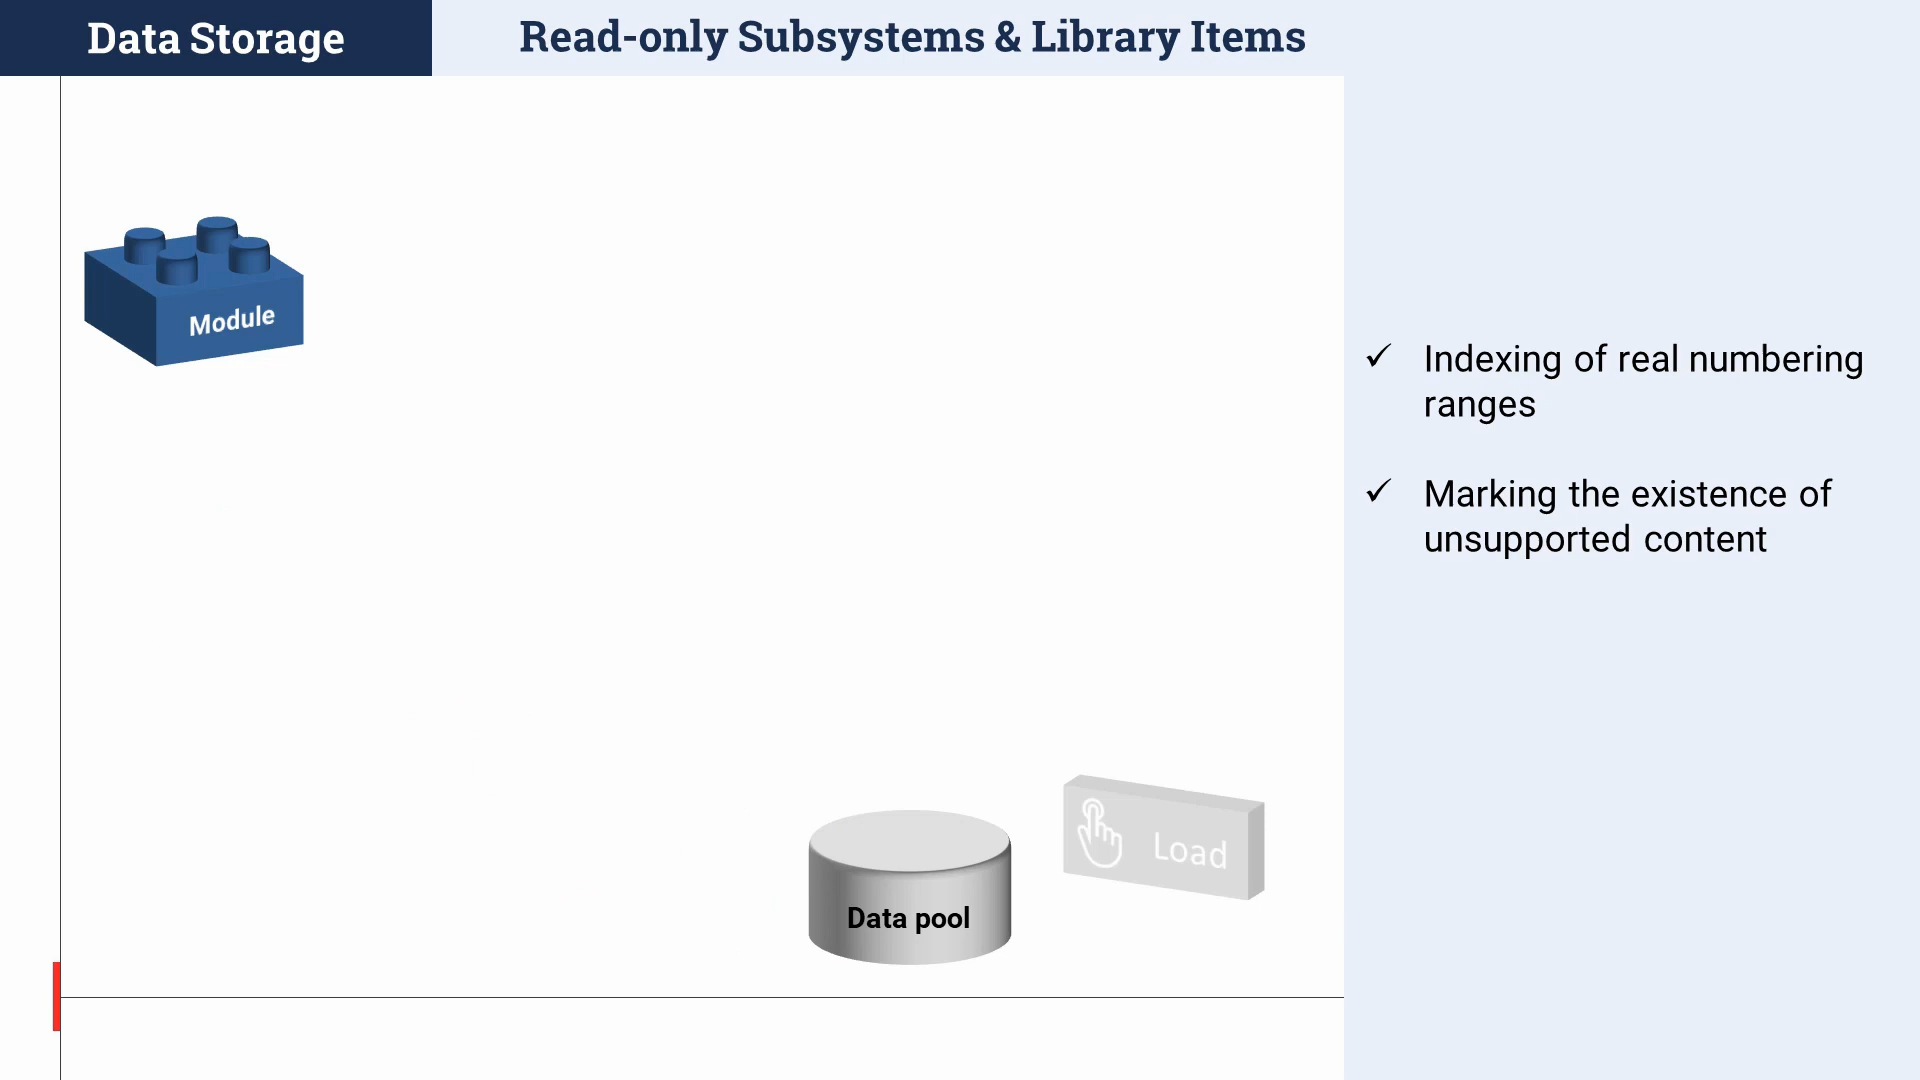 Data Storage
Read-only Subsystems & Library Items
Module
✓ Indexing of real numbering
ranges
✓ Marking the existence of
unsupported content
Load
Data pool